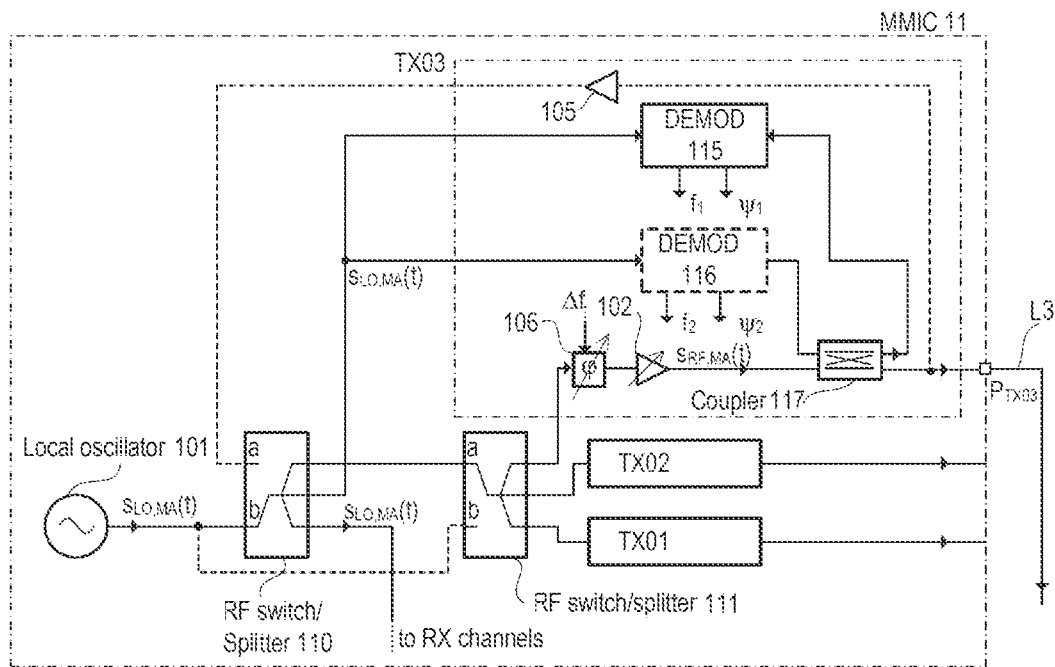 MMIC 11
TX03
105
DEMOD
115
f1 ψ1
DEMOD
116
sLO,MA(t)
f2 ψ2
Δf
106
102
φ
sRF,MA(t)
Coupler 117
L3
PTX03
Local oscillator 101
a
b
sLO,MA(t)
sLO,MA(t)
a
b
TX02
TX01
RF switch/
Splitter 110
RF switch/splitter 111
to RX channels